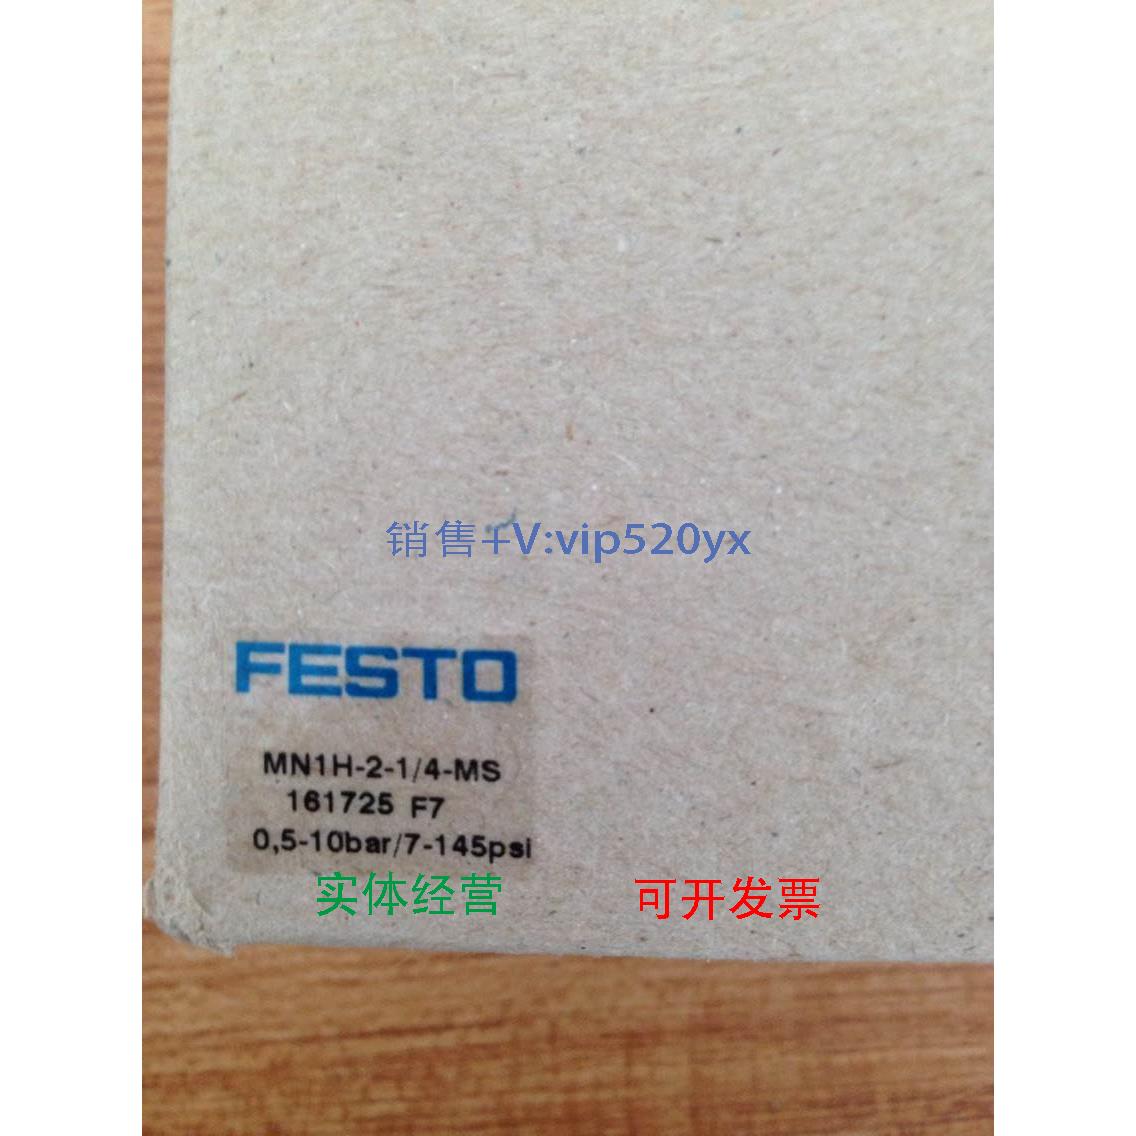 销售+V:vip520yx
FESTO
MN1H-2-1/4-MS
161725 F7
0,5-10bar/7-145psi
实体经营 可开发票